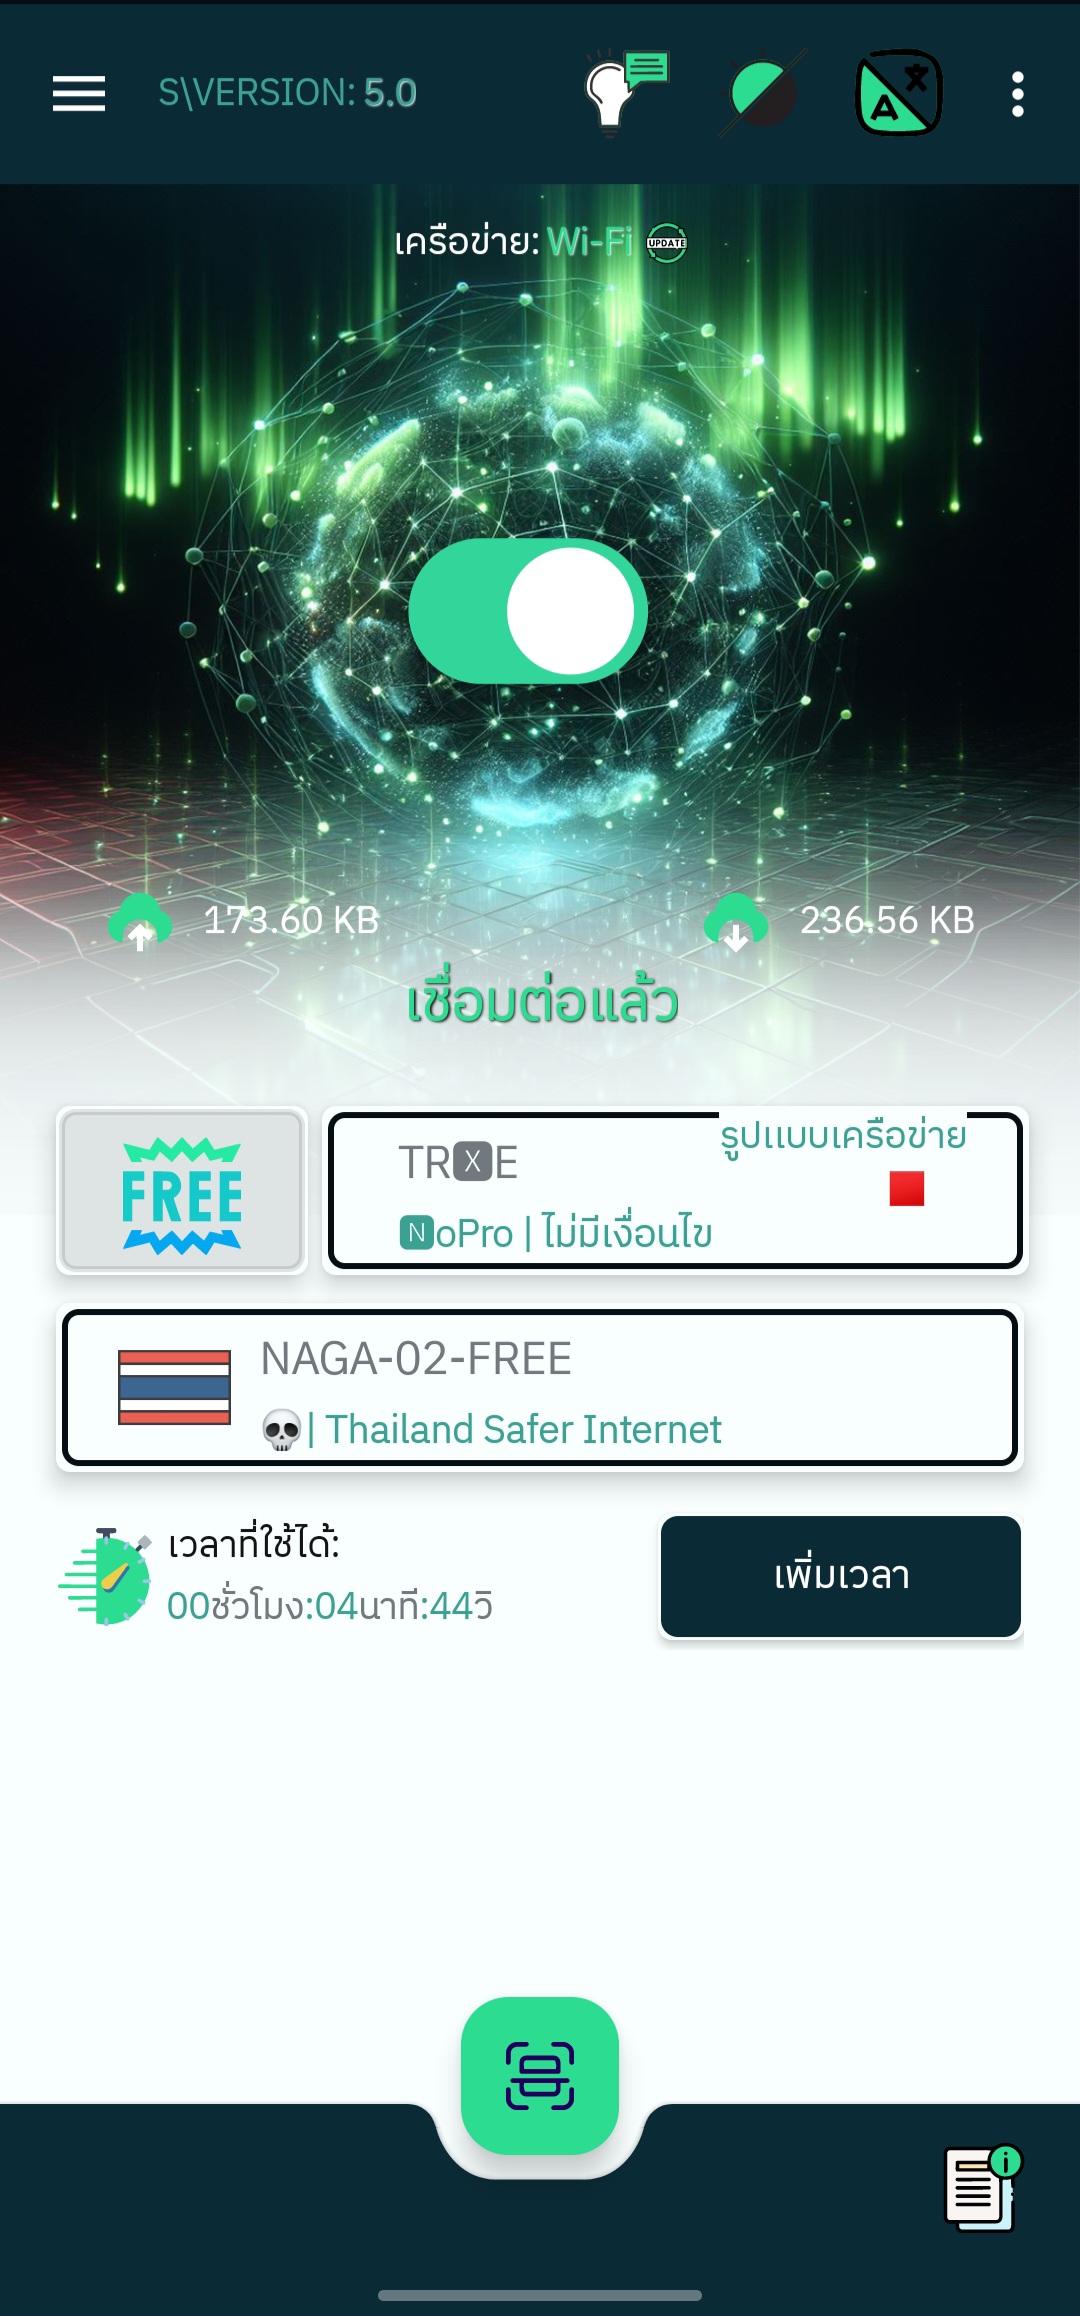 S\VERSION: 5.0
เครือข่าย: Wi-Fi UPDATE
173.60 KB
236.56 KB
เชื่อมต่อแล้ว
FREE
รูปแบบเครือข่าย
TR🆇E
🅽oPro | ไม่มีเงื่อนไข
NAGA-02-FREE
💀| Thailand Safer Internet
เวลาที่ใช้ได้:
00ชั่วโมง:04นาที:44วิ
เพิ่มเวลา